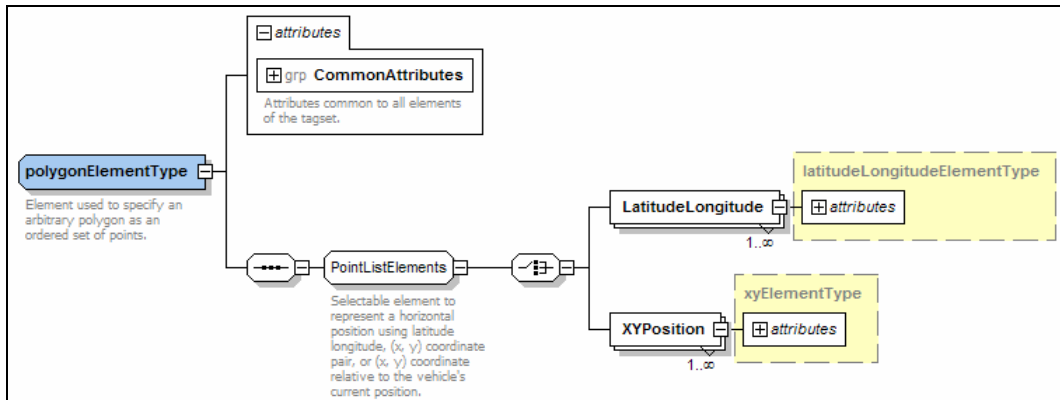 attributes
grp CommonAttributes
Attributes common to all elements
of the tagset.
polygonElementType
Element used to specify an
arbitrary polygon as an
ordered set of points.
PointListElements
Selectable element to
represent a horizontal
position using latitude
longitude, (x, y) coordinate
pair, or (x, y) coordinate
relative to the vehicle's
current position.
latitudeLongitudeElementType
LatitudeLongitude
attributes
1..∞
xyElementType
XYPosition
attributes
1..∞